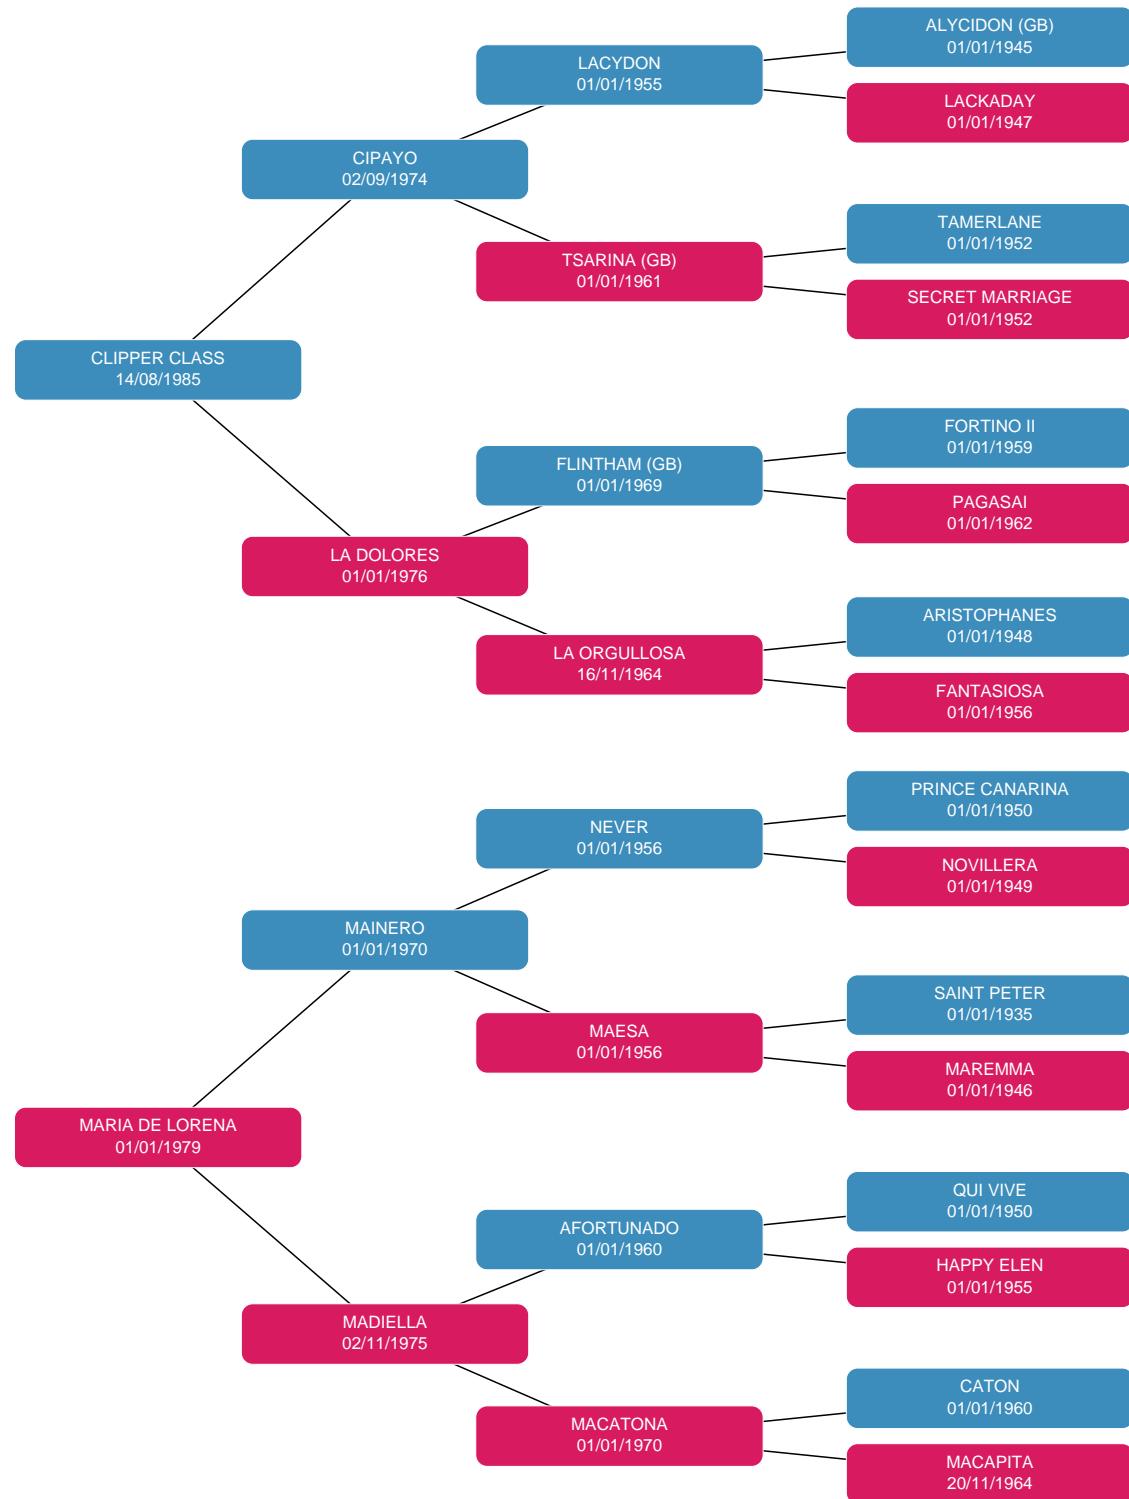 ALYCIDON (GB)
01/01/1945
LACYDON
01/01/1955
LACKADAY
01/01/1947
CIPAYO
02/09/1974
TAMERLANE
01/01/1952
TSARINA (GB)
01/01/1961
SECRET MARRIAGE
01/01/1952
CLIPPER CLASS
14/08/1985
FORTINO II
01/01/1959
FLINTHAM (GB)
01/01/1969
PAGASAI
01/01/1962
LA DOLORES
01/01/1976
ARISTOPHANES
01/01/1948
LA ORGULLOSA
16/11/1964
FANTASIOSA
01/01/1956
PRINCE CANARINA
01/01/1950
NEVER
01/01/1956
NOVILLERA
01/01/1949
MAINERO
01/01/1970
SAINT PETER
01/01/1935
MAESA
01/01/1956
MAREMMA
01/01/1946
MARIA DE LORENA
01/01/1979
QUI VIVE
01/01/1950
AFORTUNADO
01/01/1960
HAPPY ELEN
01/01/1955
MADIELLA
02/11/1975
CATON
01/01/1960
MACATONA
01/01/1970
MACAPITA
20/11/1964